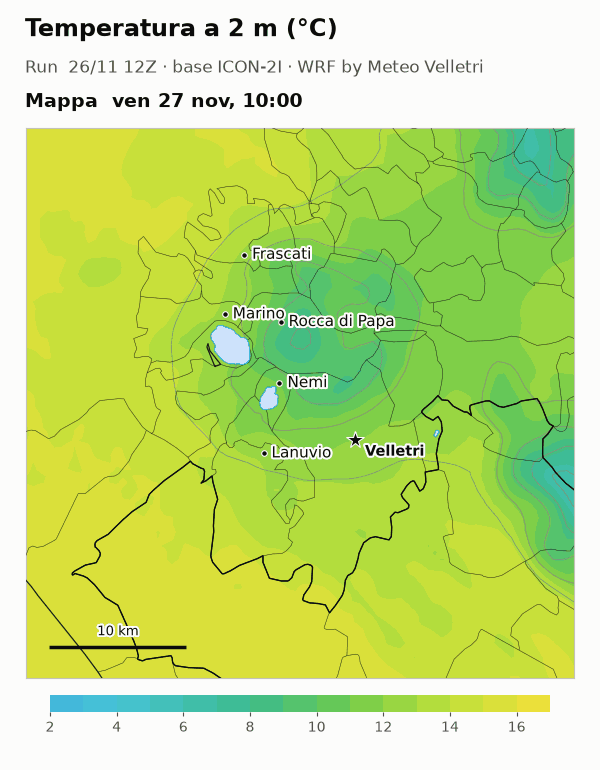 Temperatura a 2 m (°C)
Run  26/11 12Z · base ICON-2I · WRF by Meteo Velletri
Mappa  ven 27 nov, 10:00
Frascati
Marino
Rocca di Papa
Nemi
Velletri
Lanuvio
10 km
2 4 6 8 10 12 14 16